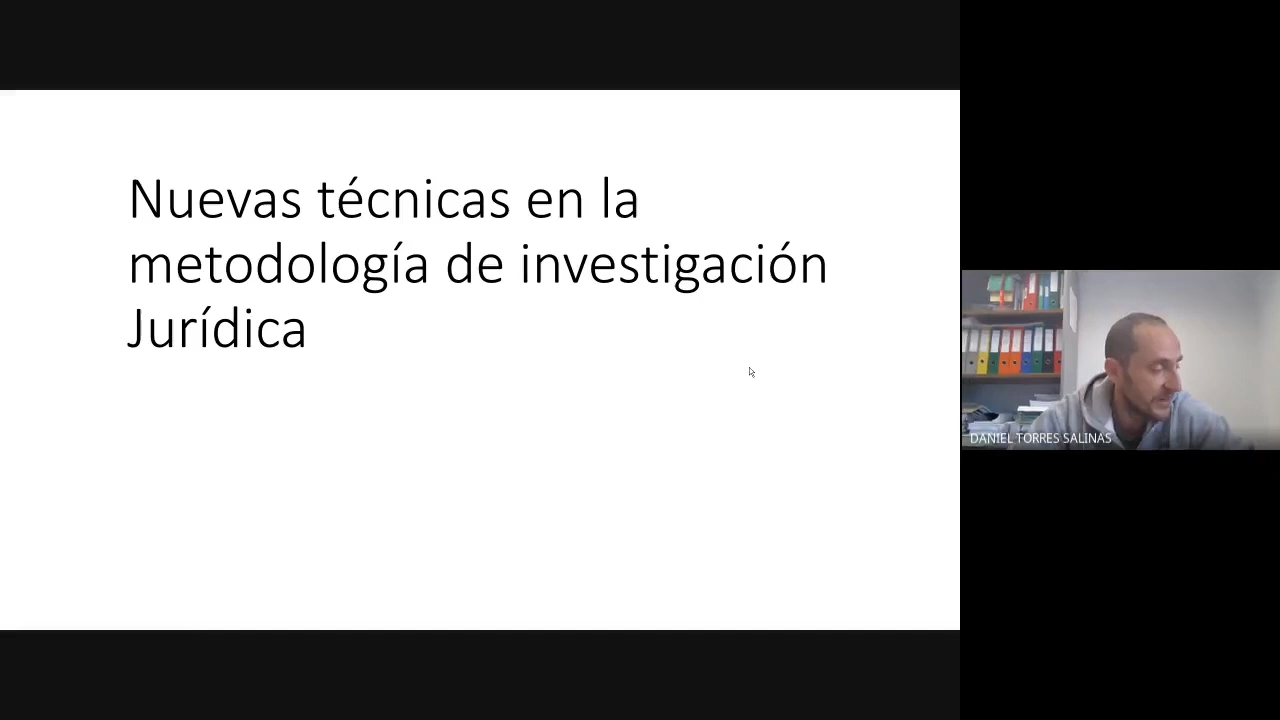 Nuevas técnicas en la
metodología de investigación
Jurídica
DANIEL TORRES SALINAS